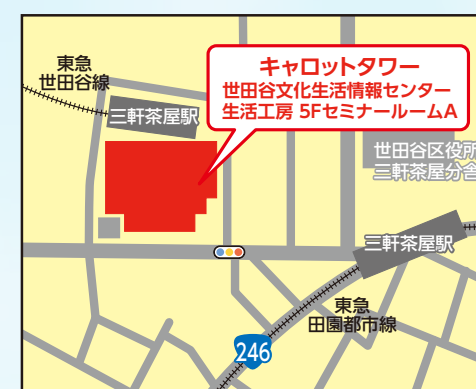 東急
世田谷線
キャロットタワー
世田谷文化生活情報センター
生活工房 5FセミナールームA
三軒茶屋駅
世田谷区役所
三軒茶屋分舎
三軒茶屋駅
東急
田園都市線
246